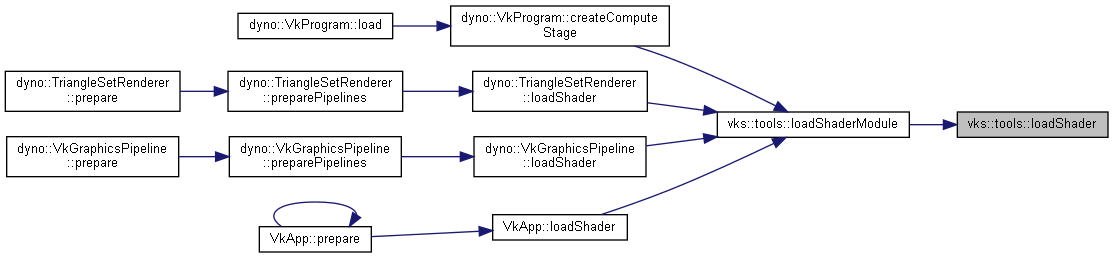 dyno::VkProgram::load
dyno::VkProgram::createCompute
Stage
dyno::TriangleSetRenderer
::prepare
dyno::TriangleSetRenderer
::preparePipelines
dyno::TriangleSetRenderer
::loadShader
vks::tools::loadShaderModule
vks::tools::loadShader
dyno::VkGraphicsPipeline
::prepare
dyno::VkGraphicsPipeline
::preparePipelines
dyno::VkGraphicsPipeline
::loadShader
VkApp::prepare
VkApp::loadShader